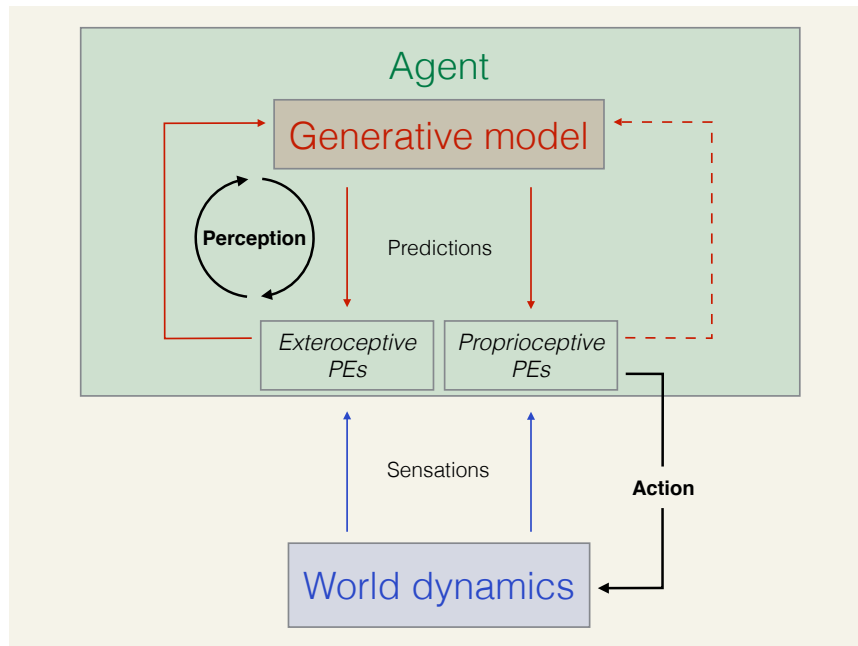 Agent
Generative model
Perception
Predictions
Exteroceptive
PEs
Proprioceptive
PEs
Sensations
Action
World dynamics